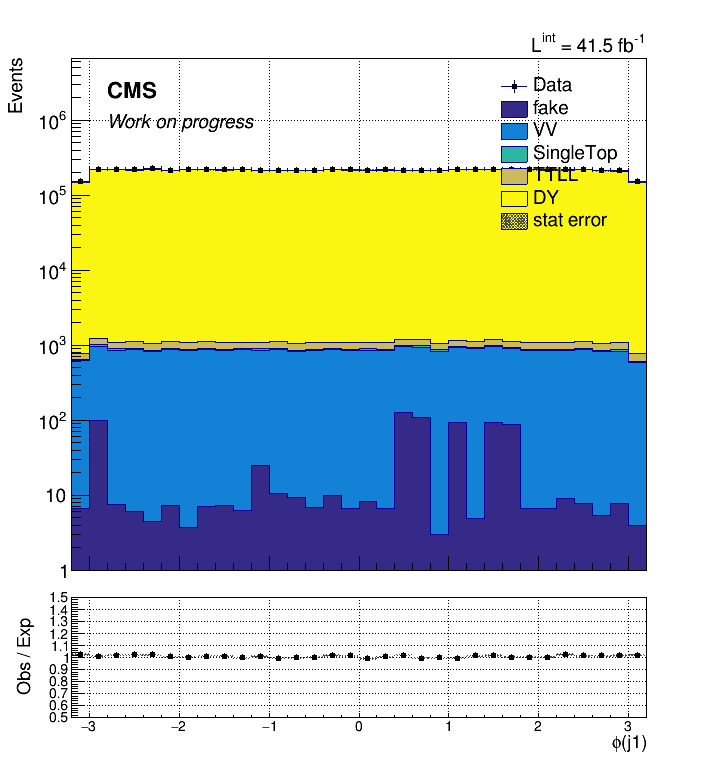 L^int = 41.5 fb^-1
Events
CMS
Work on progress
Data
fake
VV
SingleTop
TTLL
DY
stat error
10^6
10^5
10^4
10^3
10^2
10
1
Obs / Exp
1.5
1.4
1.3
1.2
1.1
1
0.9
0.8
0.7
0.6
0.5
−3 −2 −1 0 1 2 3
ϕ(j1)